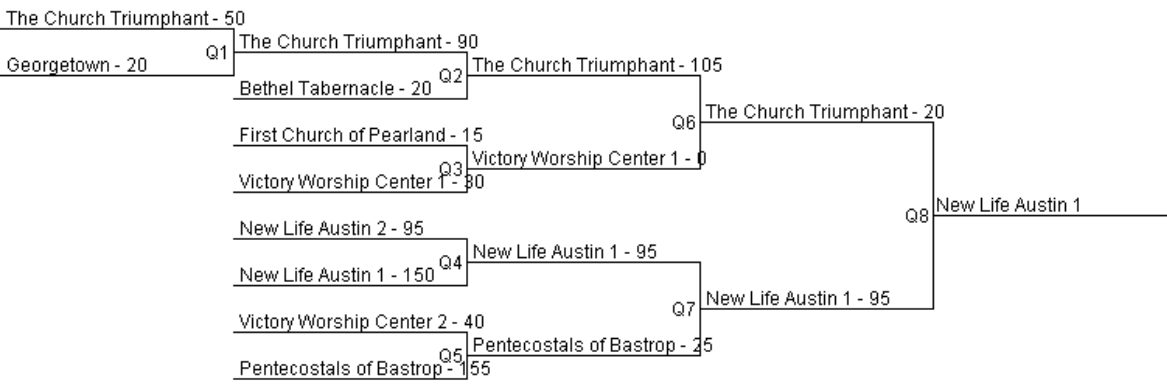 The Church Triumphant - 50
Georgetown - 20
Q1
The Church Triumphant - 90
Bethel Tabernacle - 20
Q2
First Church of Pearland - 15
Victory Worship Center 1 - 30
Q3
New Life Austin 2 - 95
New Life Austin 1 - 150
Q4
Victory Worship Center 2 - 40
Pentecostals of Bastrop - 155
Q5
The Church Triumphant - 105
Victory Worship Center 1 - 0
Q6
New Life Austin 1 - 95
Pentecostals of Bastrop - 25
Q7
The Church Triumphant - 20
New Life Austin 1 - 95
Q8
New Life Austin 1